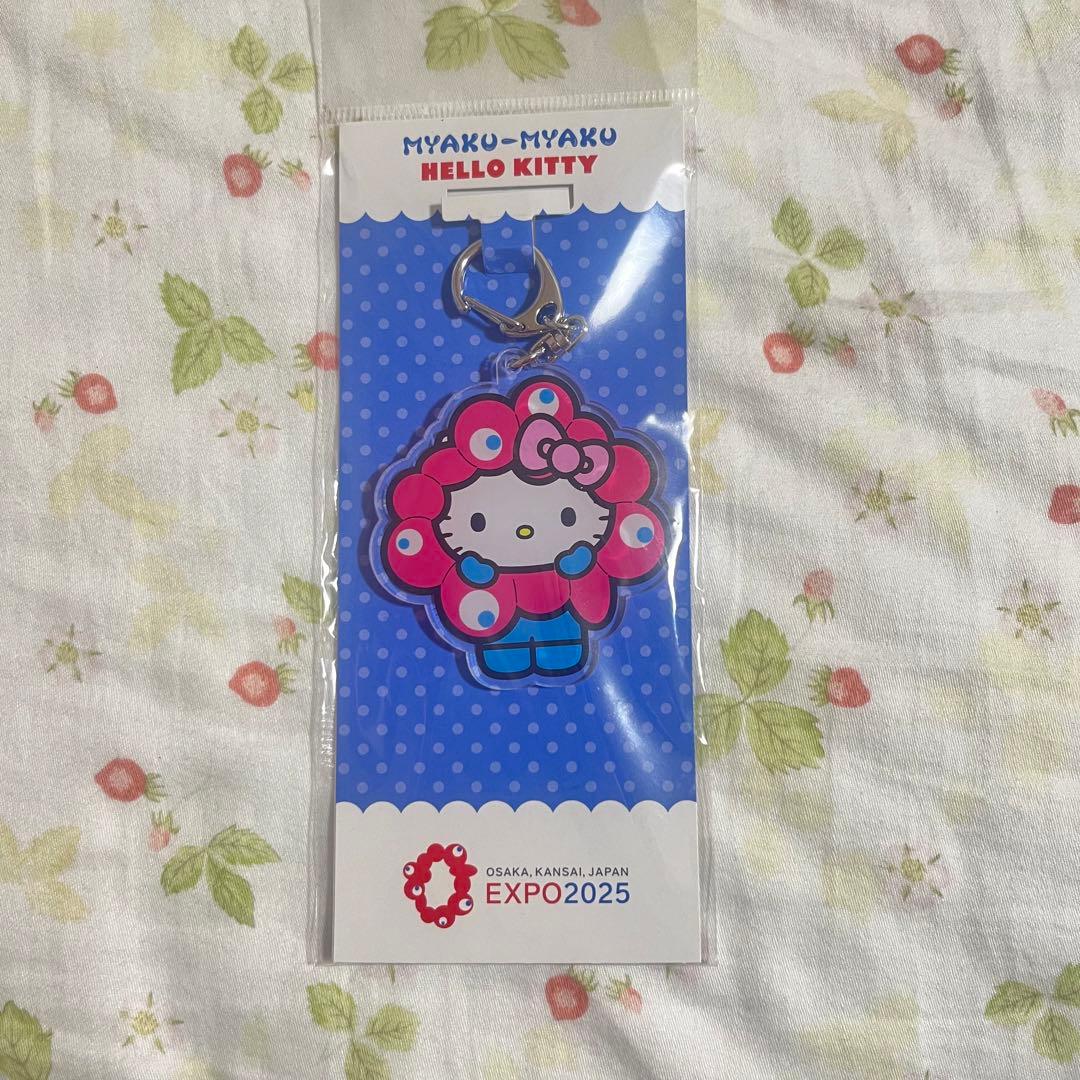 MYAKU-MYAKU
HELLO KITTY
OSAKA, KANSAI, JAPAN
EXPO2025